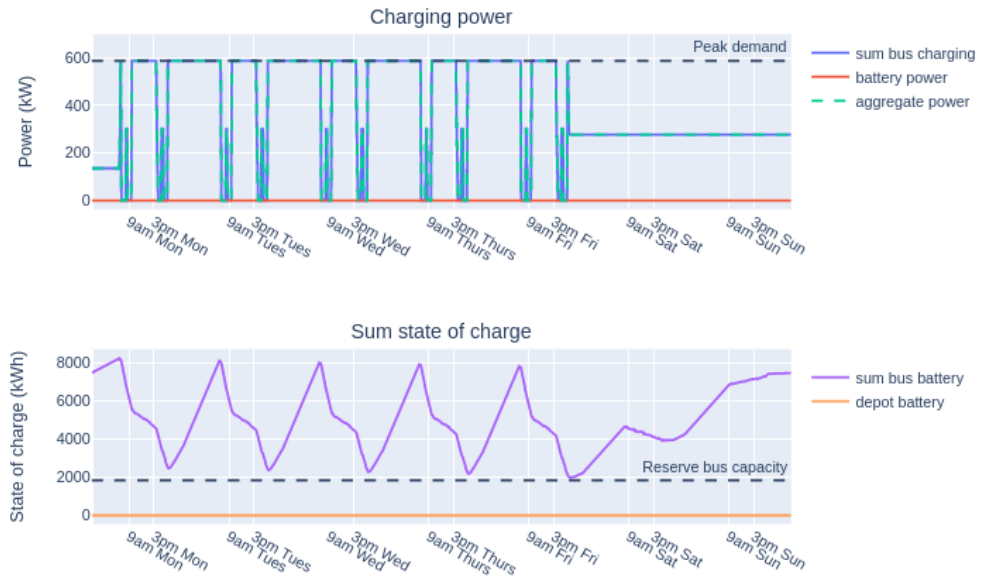 Charging power
Power (kW)
600
400
200
0
Peak demand
sum bus charging
battery power
aggregate power
9am Mon
3pm Mon
9am Tues
3pm Tues
9am Wed
3pm Wed
9am Thurs
3pm Thurs
9am Fri
3pm Fri
9am Sat
3pm Sat
9am Sun
3pm Sun
Sum state of charge
State of charge (kWh)
8000
6000
4000
2000
0
Reserve bus capacity
sum bus battery
depot battery
9am Mon
3pm Mon
9am Tues
3pm Tues
9am Wed
3pm Wed
9am Thurs
3pm Thurs
9am Fri
3pm Fri
9am Sat
3pm Sat
9am Sun
3pm Sun